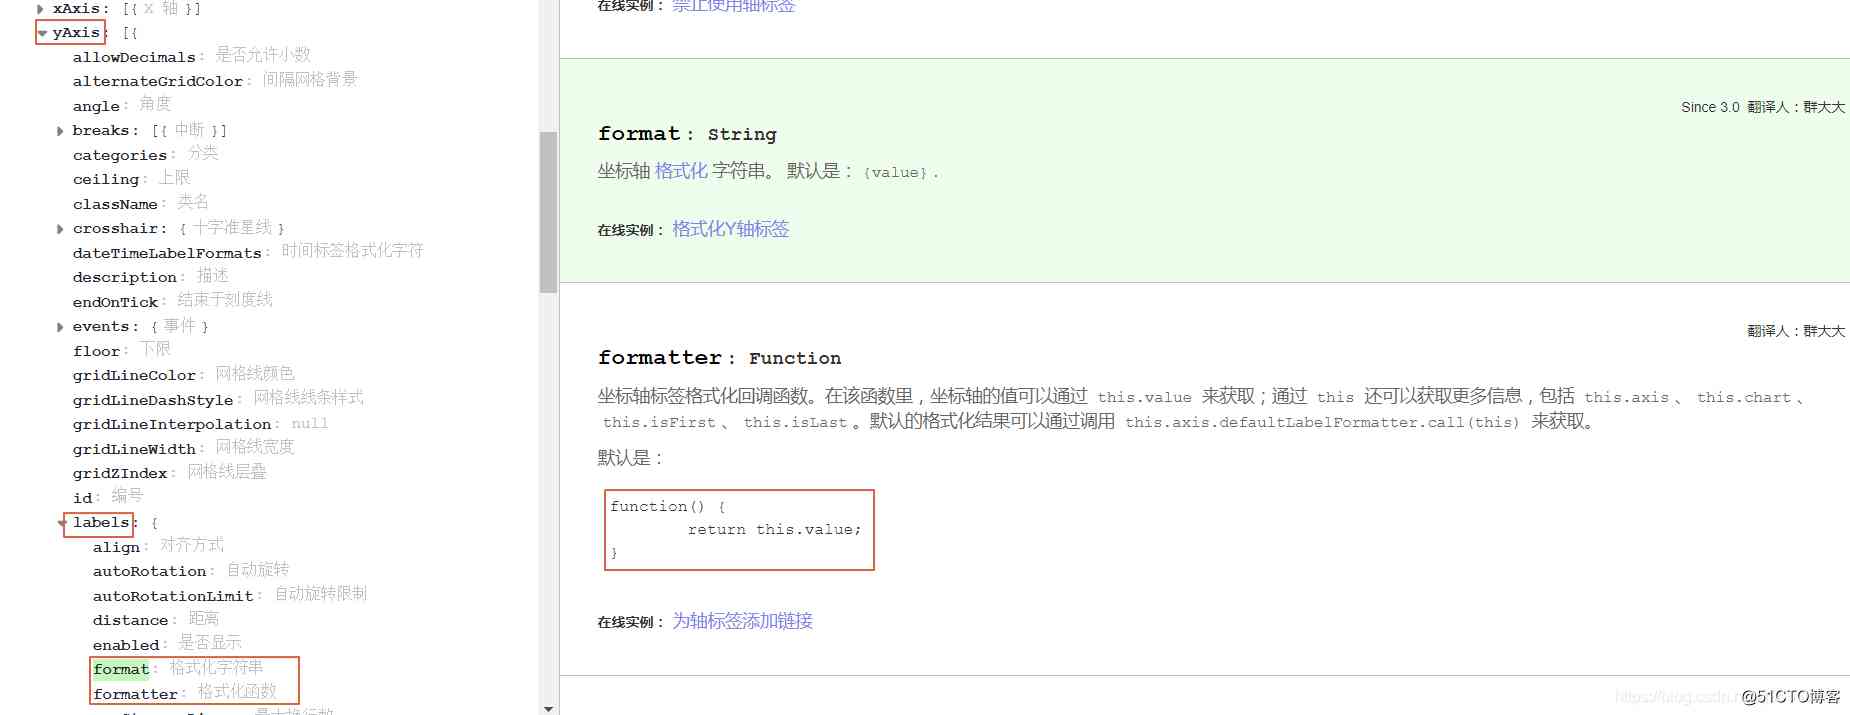 xAxis: [{ X 轴 }]
yAxis: [{
allowDecimals: 是否允许小数
alternateGridColor: 间隔网格背景
angle: 角度
breaks: [{ 中断 }]
categories: 分类
ceiling: 上限
className: 类名
crosshair: { 十字准星线 }
dateTimeLabelFormats: 时间标签格式化字符
description: 描述
endOnTick: 结束于刻度线
events: { 事件 }
floor: 下限
gridLineColor: 网格线颜色
gridLineDashStyle: 网格线线条样式
gridLineInterpolation: null
gridLineWidth: 网格线宽度
gridZIndex: 网格线层叠
id: 编号
labels: {
align: 对齐方式
autoRotation: 自动旋转
autoRotationLimit: 自动旋转限制
distance: 距离
enabled: 是否显示
format: 格式化字符串
formatter: 格式化函数
在线实例： 禁止使用轴标签
Since 3.0 翻译人：群大大
format: String
坐标轴 格式化 字符串。 默认是： {value} .
在线实例： 格式化Y轴标签
翻译人：群大大
formatter: Function
坐标轴标签格式化回调函数。在该函数里，坐标轴的值可以通过 this.value 来获取；通过 this 还可以获取更多信息，包括 this.axis 、 this.chart 、
this.isFirst 、 this.isLast 。默认的格式化结果可以通过调用 this.axis.defaultLabelFormatter.call(this) 来获取。
默认是：
function() {
return this.value;
}
在线实例： 为轴标签添加链接
@51CTO博客